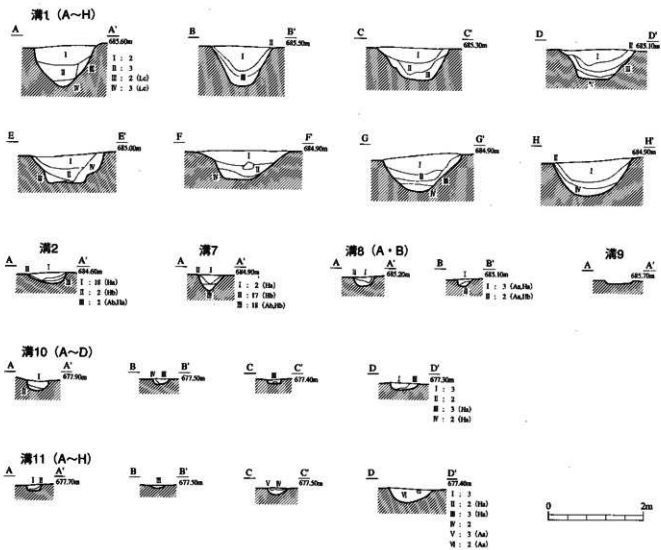 溝1 (A〜H)
A A' B B' C C' D D'
685.60m 685.50m 685.30m 685.10m
I : 2
II : 3
III : 2 (Lc)
IV : 3 (Lc)
E E' F F' G G' H H'
685.00m 684.90m 684.90m 684.90m
溝2 溝7 溝8 (A・B) 溝9
A A' A A' A A' B B' A A'
684.60m 684.90m 685.20m 685.10m 685.70m
I : 18 (Ha)
II : 2 (Hb)
III : 2 (Ab,Ha)
I : 2 (Ha)
II : 17 (Hb)
III : 18 (Ah,Hb)
I : 3 (Aa,Ha)
II : 2 (Aa,Hb)
溝10 (A〜D)
A A' B B' C C' D D'
677.90m 677.50m 677.40m 677.30m
I : 3
II : 2
III : 3 (Ha)
IV : 2 (Ha)
溝11 (A〜H)
A A' B B' C C' D D'
677.70m 677.50m 677.50m 677.40m
I : 3
II : 2 (Ha)
III : 3 (Ha)
IV : 2
V : 3 (Aa)
VI : 2 (Aa)
0 2m